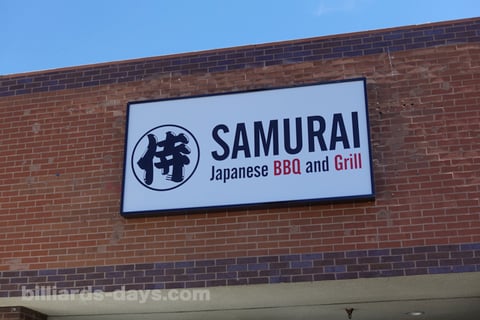 侍
SAMURAI
Japanese BBQ and Grill
billiards-days.com